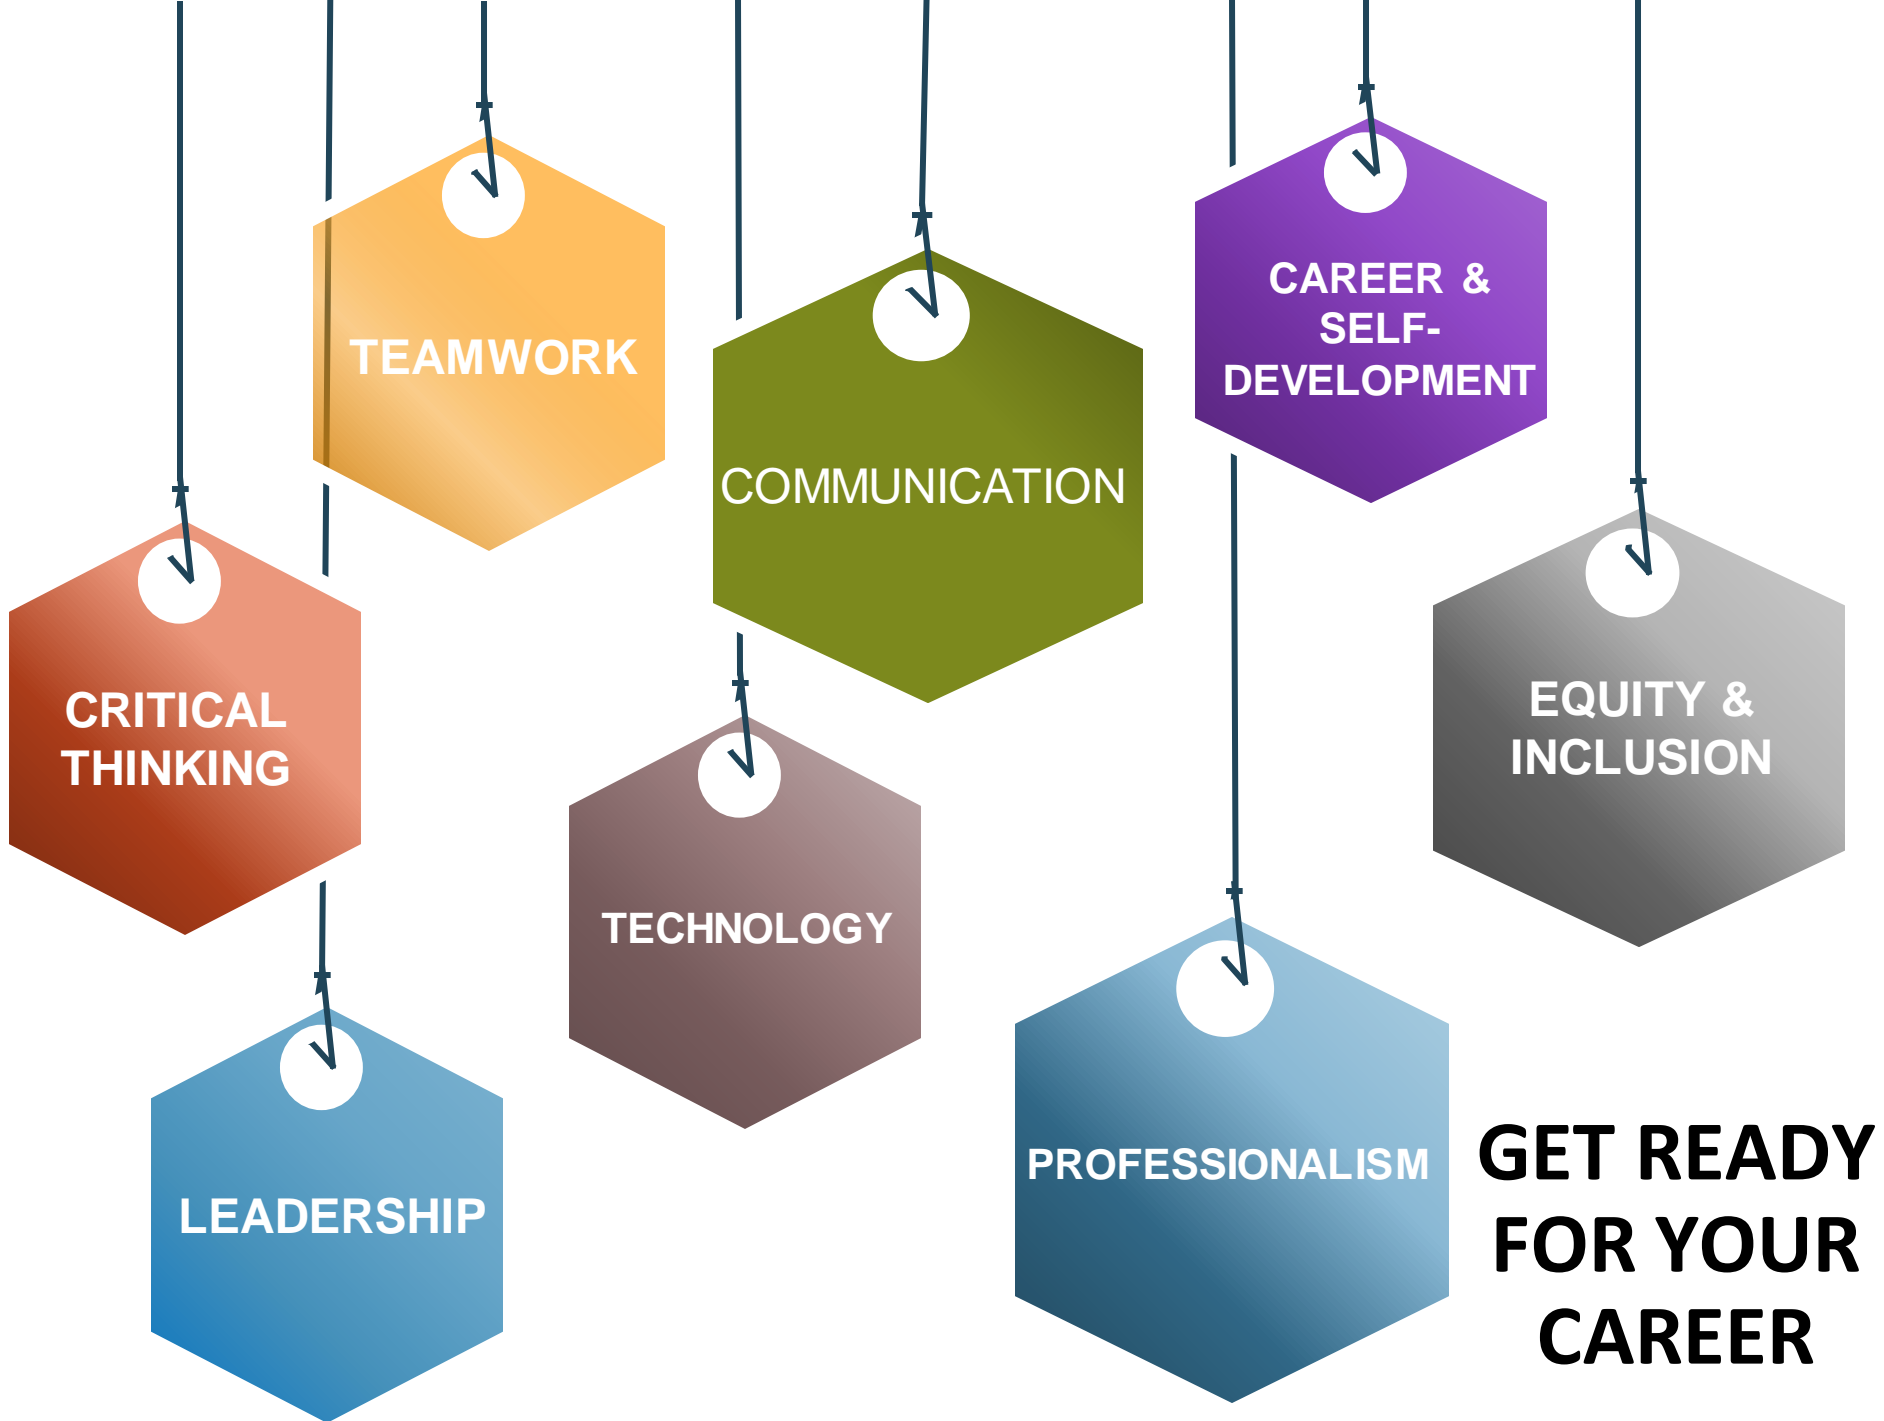 TEAMWORK
COMMUNICATION
CAREER &
SELF-
DEVELOPMENT
CRITICAL
THINKING
TECHNOLOGY
EQUITY &
INCLUSION
LEADERSHIP
PROFESSIONALISM
GET READY
FOR YOUR
CAREER